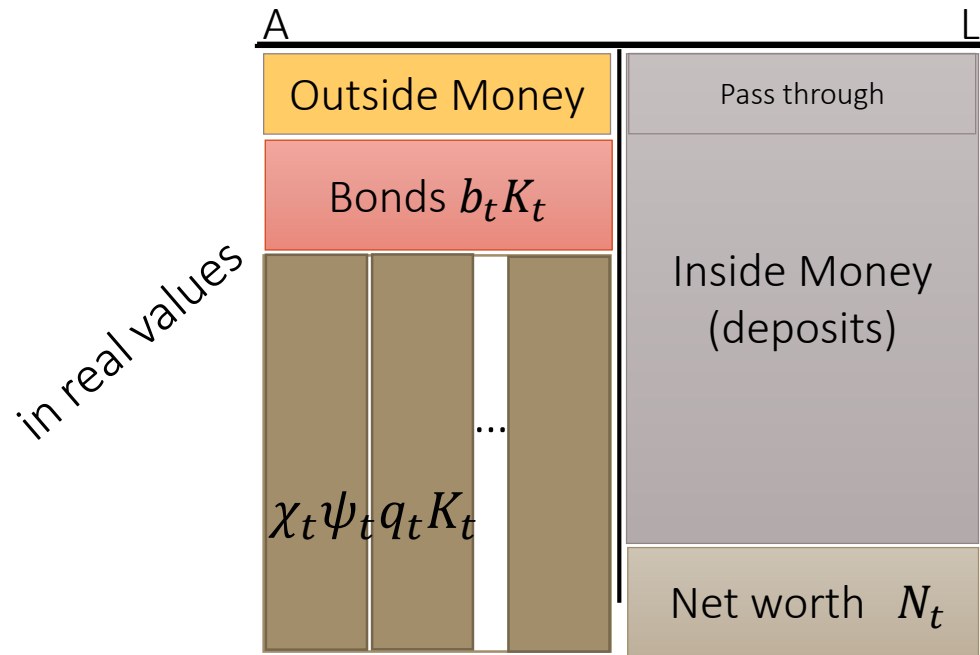 A
L
Outside Money
Pass through
Bonds $b_t K_t$
in real values
Inside Money
(deposits)
...
$\chi_t \psi_t q_t K_t$
Net worth $N_t$